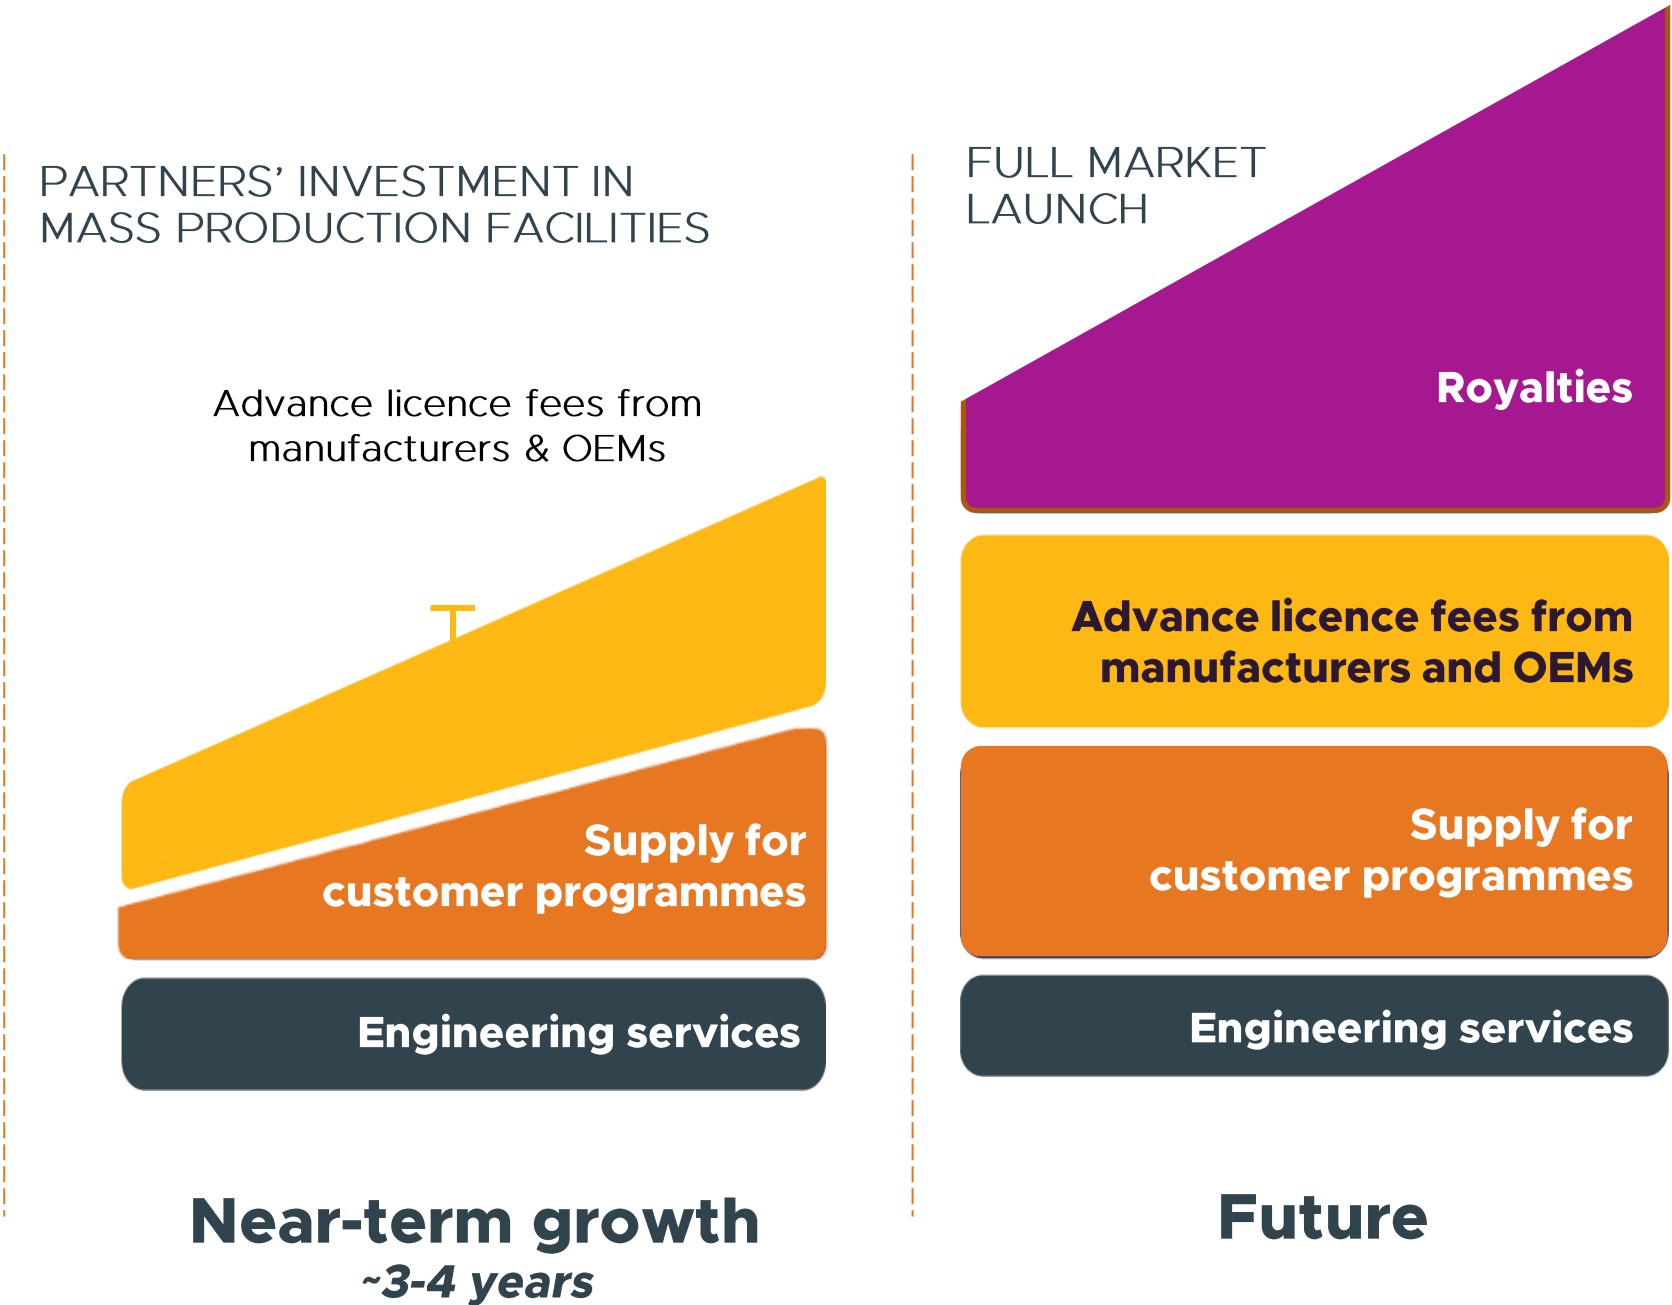 PARTNERS’ INVESTMENT IN
MASS PRODUCTION FACILITIES
Advance licence fees from
manufacturers & OEMs
Supply for
customer programmes
Engineering services
Near-term growth
~3-4 years
FULL MARKET
LAUNCH
Royalties
Advance licence fees from
manufacturers and OEMs
Supply for
customer programmes
Engineering services
Future